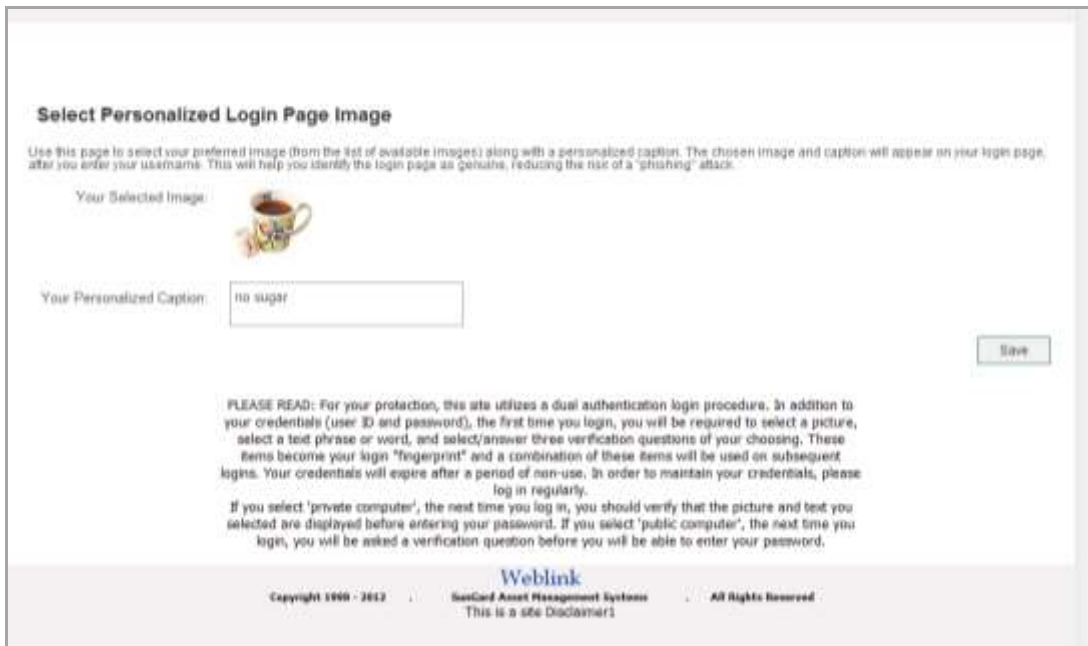 Select Personalized Login Page Image
Use this page to select your preferred image (from the list of available images) along with a personalized caption. The chosen image and caption will appear on your login page,
after you enter your username. This will help you identify the login page as genuine, reducing the risk of a "phishing" attack.
Your Selected Image:
Your Personalized Caption:
no sugar
Save
PLEASE READ: For your protection, this site utilizes a dual authentication login procedure. In addition to
your credentials (user ID and password), the first time you login, you will be required to select a picture,
select a text phrase or word, and select/answer three verification questions of your choosing. These
items become your login "fingerprint" and a combination of these items will be used on subsequent
logins. Your credentials will expire after a period of non-use. In order to maintain your credentials, please
log in regularly.
If you select 'private computer', the next time you log in, you should verify that the picture and text you
selected are displayed before entering your password. If you select 'public computer', the next time you
login, you will be asked a verification question before you will be able to enter your password.
Weblink
Copyright 1998 - 2012 . SunGard Asset Management Systems . All Rights Reserved
This is a site Disclaimer1